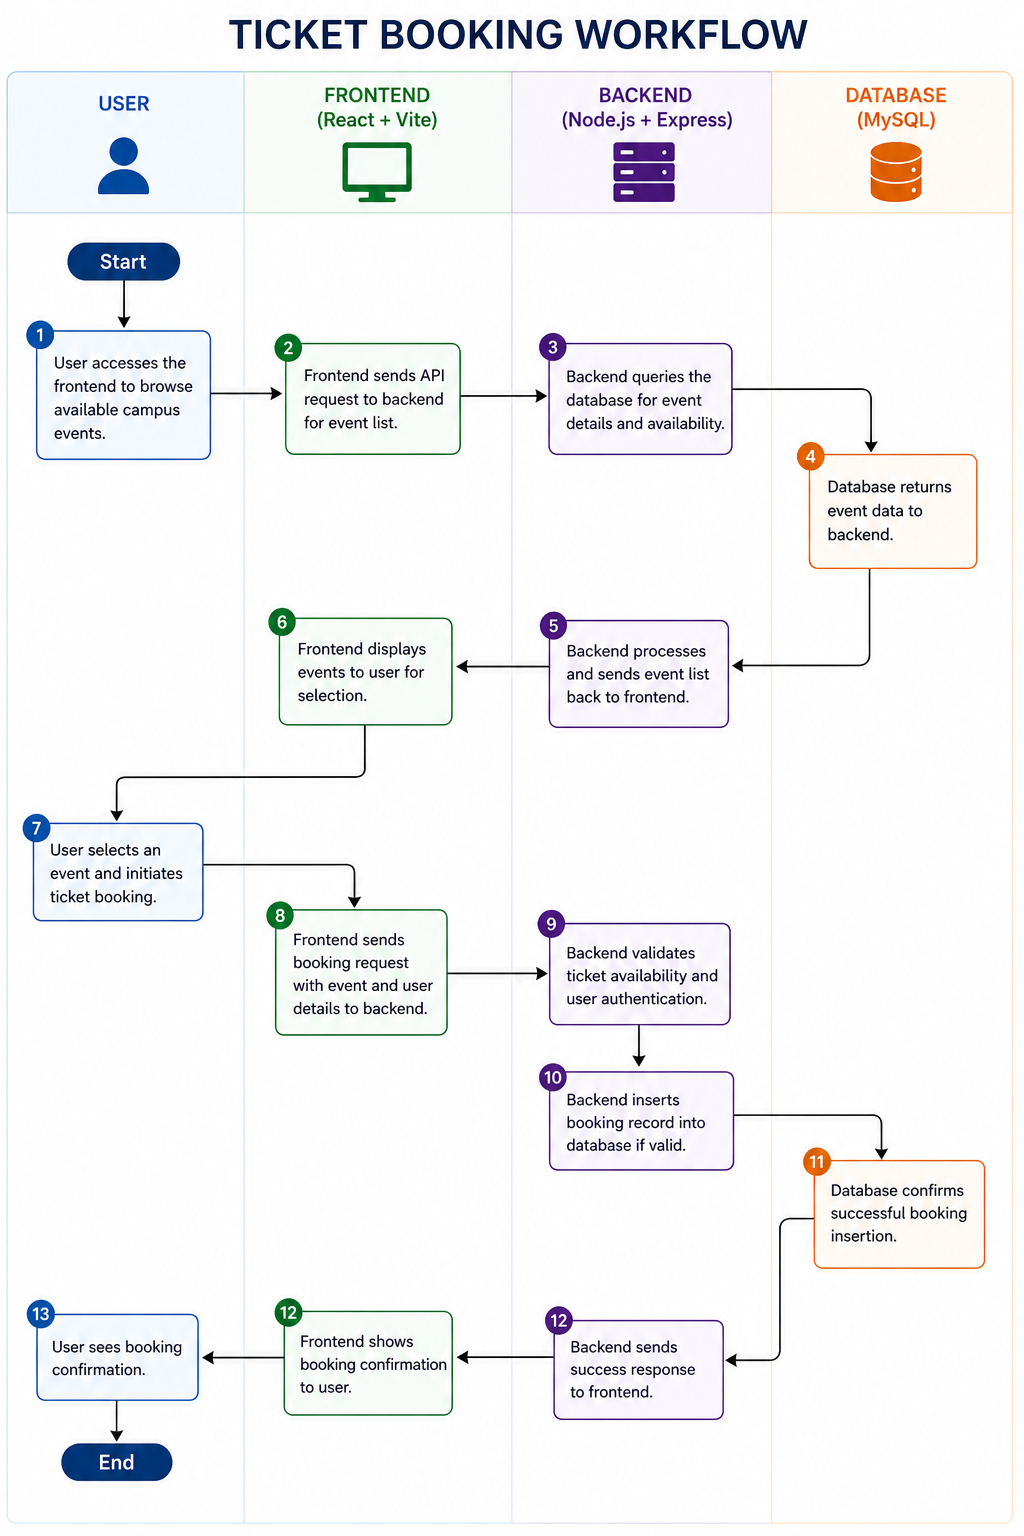 TICKET BOOKING WORKFLOW
USER
FRONTEND
(React + Vite)
BACKEND
(Node.js + Express)
DATABASE
(MySQL)
Start
1
User accesses the
frontend to browse
available campus
events.
2
Frontend sends API
request to backend
for event list.
3
Backend queries the
database for event
details and availability.
4
Database returns
event data to
backend.
5
Backend processes
and sends event list
back to frontend.
6
Frontend displays
events to user for
selection.
7
User selects an
event and initiates
ticket booking.
8
Frontend sends
booking request
with event and user
details to backend.
9
Backend validates
ticket availability and
user authentication.
10
Backend inserts
booking record into
database if valid.
11
Database confirms
successful booking
insertion.
12
Backend sends
success response
to frontend.
12
Frontend shows
booking confirmation
to user.
13
User sees booking
confirmation.
End